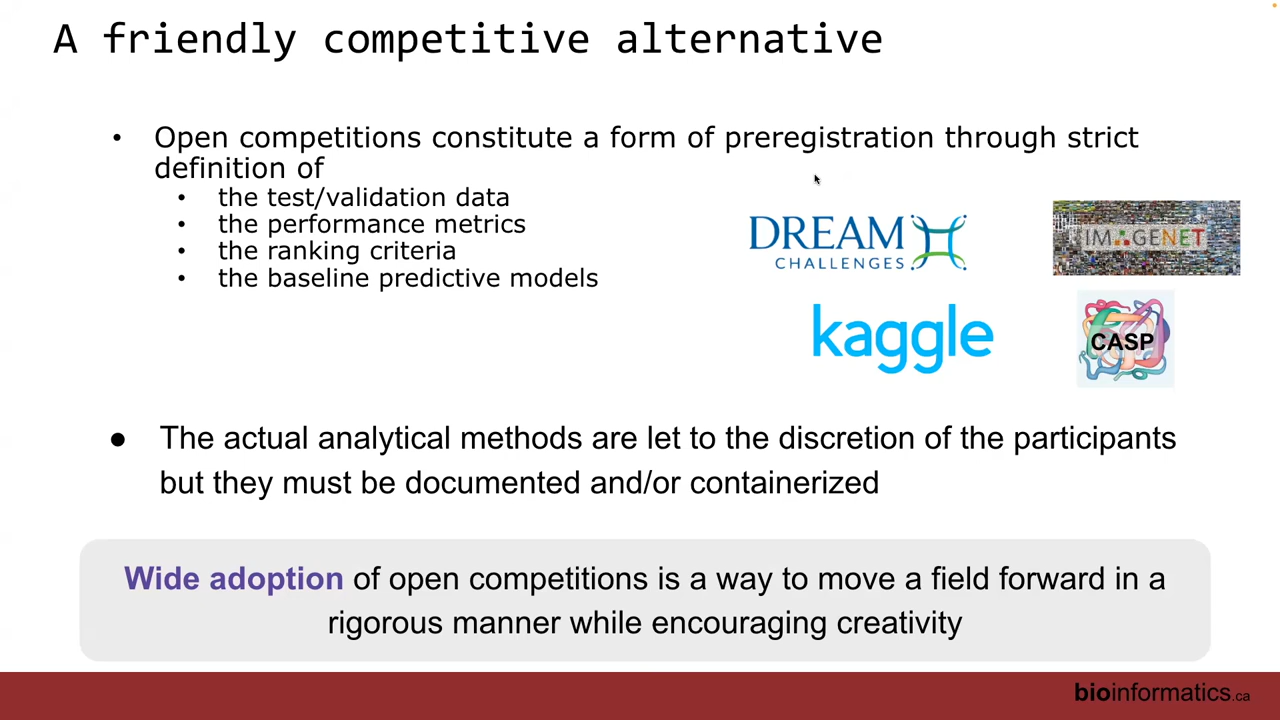 A friendly competitive alternative
• Open competitions constitute a form of preregistration through strict
definition of
• the test/validation data
• the performance metrics
• the ranking criteria
• the baseline predictive models
DREAM
CHALLENGES
IMAGENET
kaggle
CASP
● The actual analytical methods are let to the discretion of the participants
but they must be documented and/or containerized
Wide adoption of open competitions is a way to move a field forward in a
rigorous manner while encouraging creativity
bioinformatics.ca